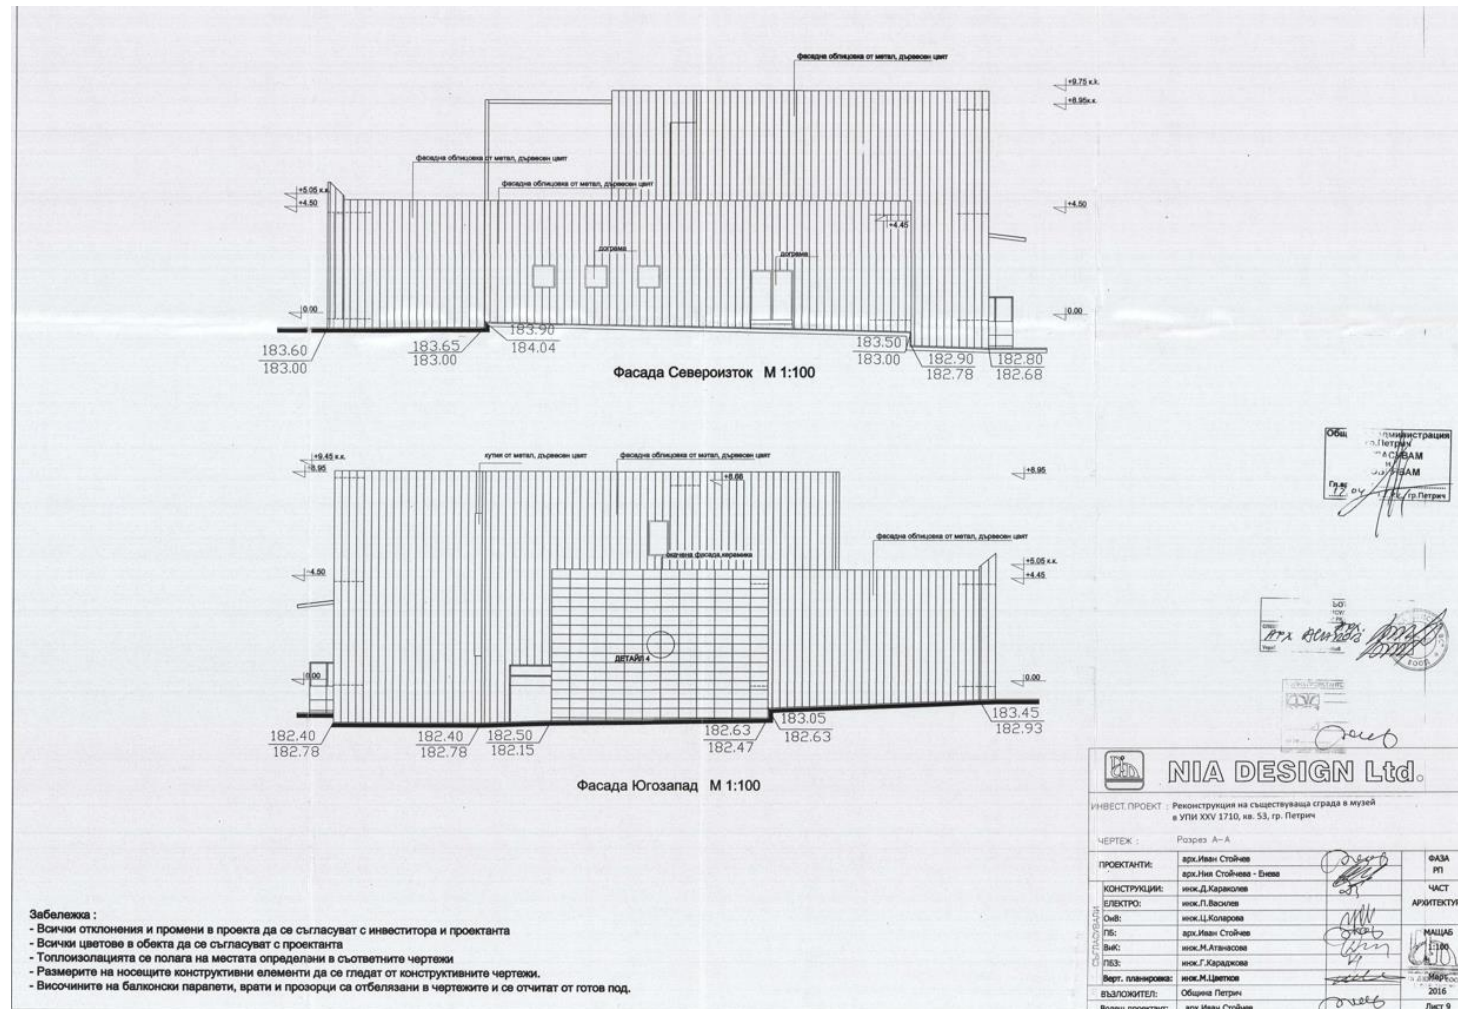 фасадна облицовка от метал, дървесен цвят
+9.75 к.к.
+8.95к.к.
фасадна облицовка от метал, дървесен цвят
фасадна облицовка от метал, дървесен цвят
+5.05 к.к.
+4.50
+4.50
+4.45
дограма
дограма
0.00
0.00
183.60
183.00
183.65
183.00
183.90
184.04
183.50
183.00
182.90
182.78
182.80
182.68
Фасада Североизток М 1:100
+9.45 к.к.
+8.95
кутия от метал, дървесен цвят
фасадна облицовка от метал, дървесен цвят
+8.95
фасадна облицовка от метал, дървесен цвят
окачена фасада,керамика
+5.05 к.к.
+4.45
ДЕТАЙЛ 4
0.00
182.40
182.78
182.40
182.78
182.50
182.15
182.63
182.47
183.05
182.63
183.45
182.93
Фасада Югозапад М 1:100
гр.Петрич
NIA DESIGN Ltd.
ИНВЕСТ.ПРОЕКТ : Реконструкция на съществуваща сграда в музей
в УПИ XXV 1710, кв. 53, гр. Петрич
ЧЕРТЕЖ : Разрез А-А
ПРОЕКТАНТИ: арх.Иван Стойчев ФАЗА
арх.Ния Стойчева - Енева РП
КОНСТРУКЦИИ: инж.Д.Караколев ЧАСТ
ЕЛЕКТРО: инж.П.Василев АРХИТЕКТУР
ОиВ: инж.Ц.Коларова
ПБ: арх.Иван Стойчев МАЩАБ
ВиК: инж.М.Атанасова 1:100
ПБЗ: инж.Г.Караджова
Верт. планировка: инж.М.Цветков Март
ВЪЗЛОЖИТЕЛ: Община Петрич 2016
Водещ проектант: арх.Иван Стойчев Лист 9
СЪГЛАСУВАЛИ
Забележка :
- Всички отклонения и промени в проекта да се съгласуват с инвеститора и проектанта
- Всички цветове в обекта да се съгласуват с проектанта
- Топлоизолацията се полага на местата определани в съответните чертежи
- Размерите на носещите конструктивни елементи да се гледат от конструктивните чертежи.
- Височините на балконски парапети, врати и прозорци са отбелязани в чертежите и се отчитат от готов под.